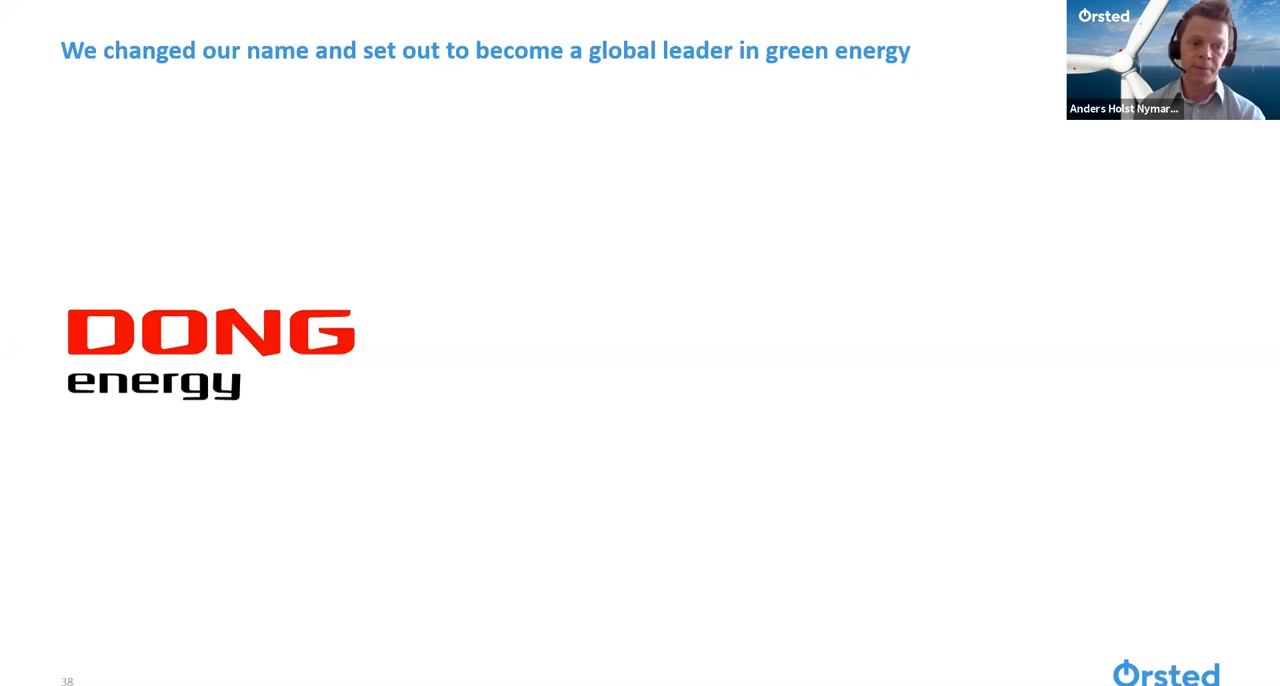 We changed our name and set out to become a global leader in green energy
Ørsted
Anders Holst Nymar...
DONG
energy
38
Ørsted